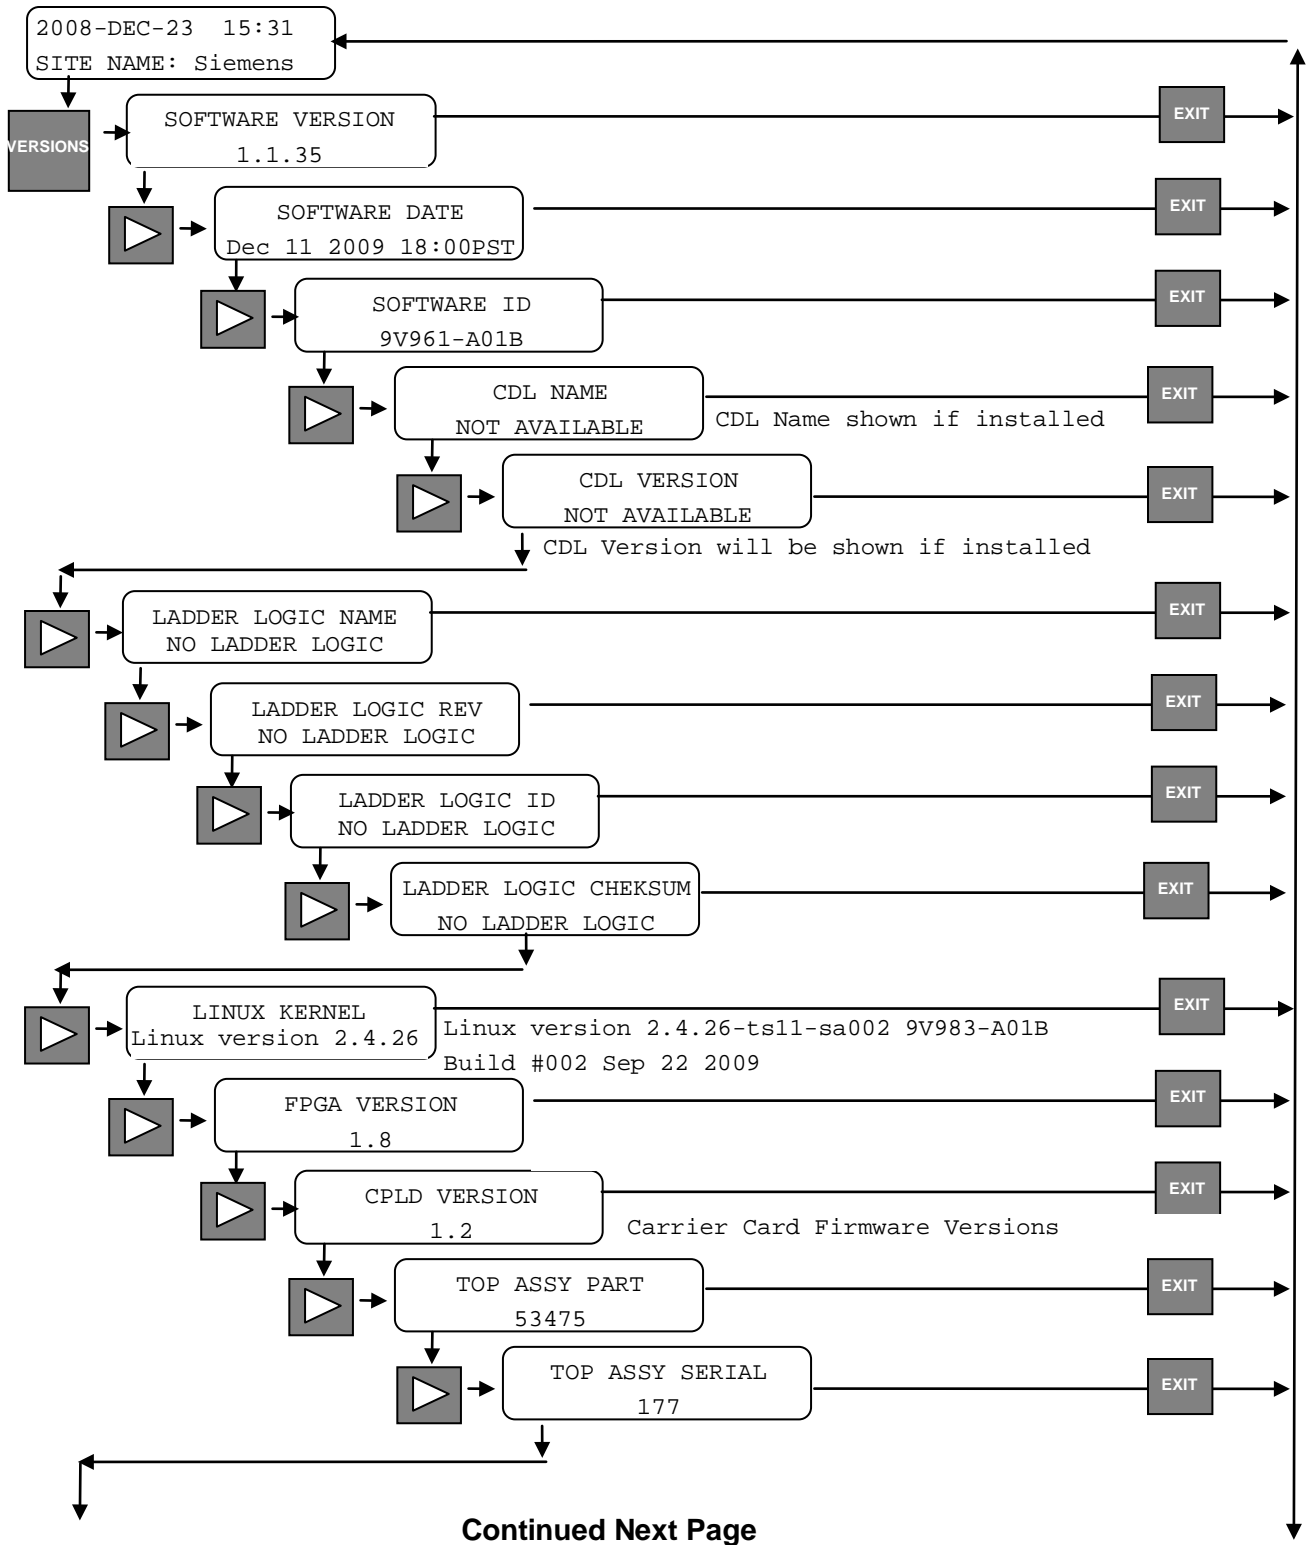 2008-DEC-23  15:31
SITE NAME: Siemens
VERSIONS
SOFTWARE VERSION
1.1.35
EXIT
SOFTWARE DATE
Dec 11 2009 18:00PST
EXIT
SOFTWARE ID
9V961-A01B
EXIT
CDL NAME
NOT AVAILABLE
CDL Name shown if installed
EXIT
CDL VERSION
NOT AVAILABLE
EXIT
CDL Version will be shown if installed
LADDER LOGIC NAME
NO LADDER LOGIC
EXIT
LADDER LOGIC REV
NO LADDER LOGIC
EXIT
LADDER LOGIC ID
NO LADDER LOGIC
EXIT
LADDER LOGIC CHEKSUM
NO LADDER LOGIC
EXIT
LINUX KERNEL
Linux version 2.4.26
EXIT
Linux version 2.4.26-ts11-sa002 9V983-A01B
Build #002 Sep 22 2009
FPGA VERSION
1.8
EXIT
CPLD VERSION
1.2
EXIT
Carrier Card Firmware Versions
TOP ASSY PART
53475
EXIT
TOP ASSY SERIAL
177
EXIT
Continued Next Page